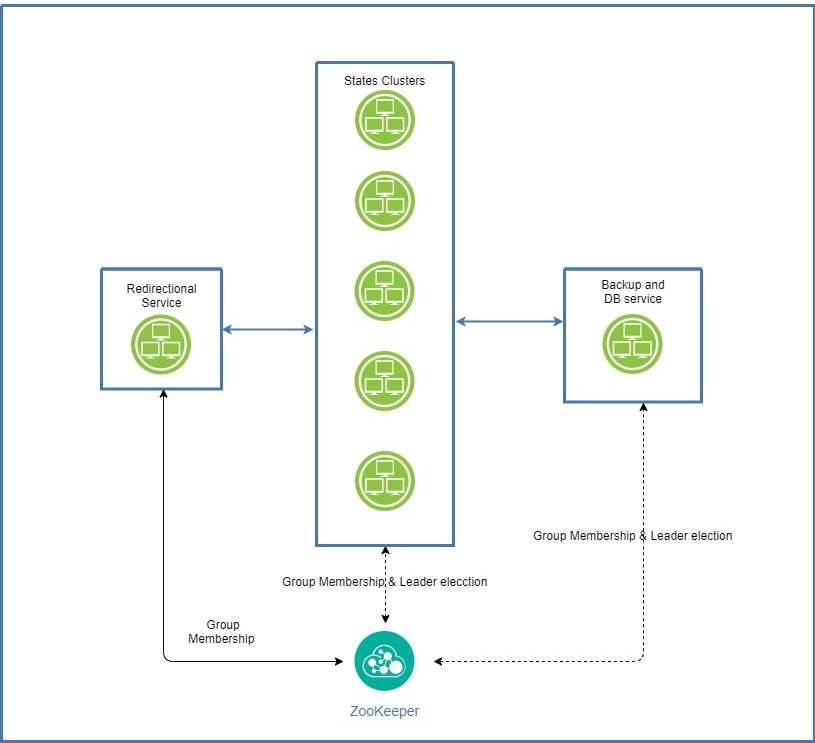 States Clusters
Redirectional
Service
Backup and
DB service
Group Membership & Leader election
Group Membership & Leader elecction
Group
Membership
ZooKeeper